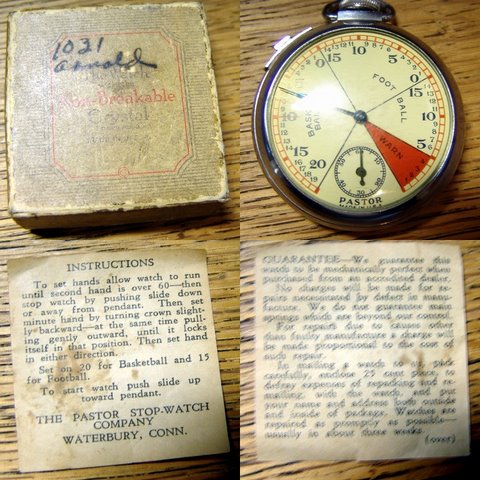 1021
Arnold
Non-Breakable
Crystal
0 5 10 15 20
BASKET BALL
FOOT BALL
15 10 5 0
WARN
60
30
PASTOR
MADE IN U.S.A.
INSTRUCTIONS
To set hands allow watch to run
until second hand is over 60—then
stop watch by pushing slide down
or away from pendant. Then set
minute hand by turning crown slight-
ly backward—at the same time pull-
ing gently outward, until it locks
itself in that position. Then set hand
in either direction.
Set on 20 for Basketball and 15
for Football.
To start watch push slide up
toward pendant.
THE PASTOR STOP-WATCH
COMPANY
WATERBURY, CONN.
GUARANTEE—We guarantee this
watch to be mechanically perfect when
purchased from an accredited dealer.
No charges will be made for re-
pairs necessitated by defect in manu-
facture. We do not guarantee main
springs which are beyond our control.
For repairs due to causes other
than faulty manufacture a charge will
be made proportional to the cost of
such repair.
In mailing a watch to us pack
carefully, enclose 25 cent piece, to
defray expenses of repacking and re-
mailing, with the watch, and put
your name and address both outside
and inside of package. Watches are
repaired as promptly as possible—
usually in about three weeks.
(over)